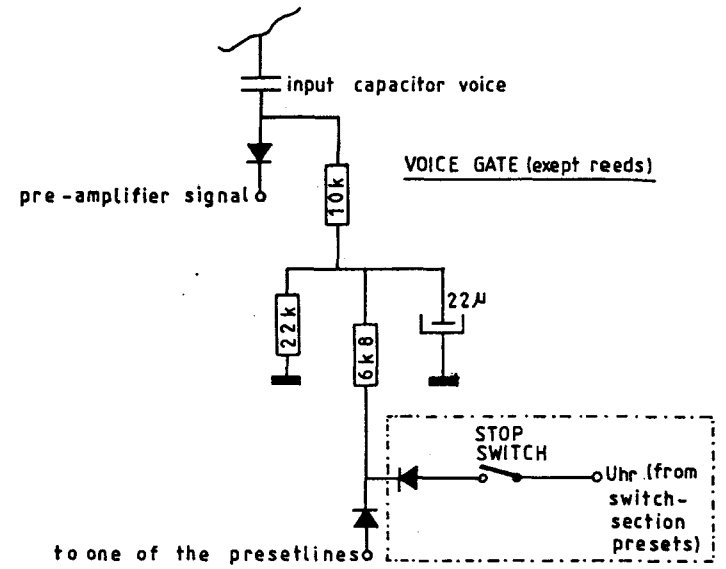 input capacitor voice
VOICE GATE (exept reeds)
pre-amplifier signal
10k
22µ
22k
6k8
STOP
SWITCH
Uhr (from
switch-
section
presets)
to one of the presetlines